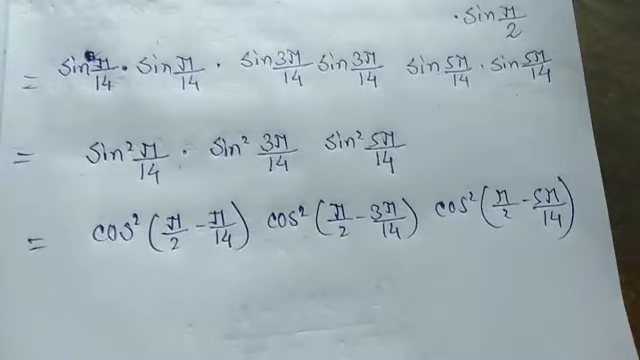 · sin π/2
= sin π/14 · sin π/14 · sin 3π/14 sin 3π/14 sin 5π/14 · sin 5π/14
= sin² π/14 · sin² 3π/14 sin² 5π/14
= cos² (π/2 - π/14) cos² (π/2 - 3π/14) cos² (π/2 - 5π/14)